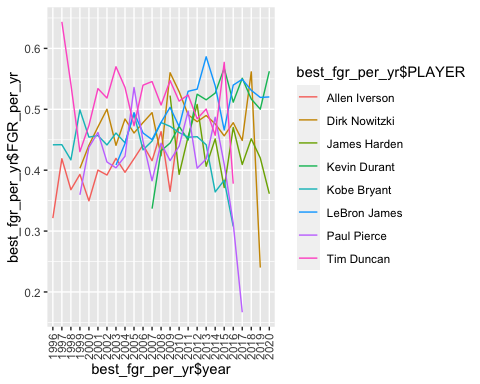 best_fgr_per_yr$FGR_per_yr
0.6
0.5
0.4
0.3
0.2
1996
1997
1998
1999
2000
2001
2002
2003
2004
2005
2006
2007
2008
2009
2010
2011
2012
2013
2014
2015
2016
2017
2018
2019
2020
best_fgr_per_yr$year
best_fgr_per_yr$PLAYER
Allen Iverson
Dirk Nowitzki
James Harden
Kevin Durant
Kobe Bryant
LeBron James
Paul Pierce
Tim Duncan